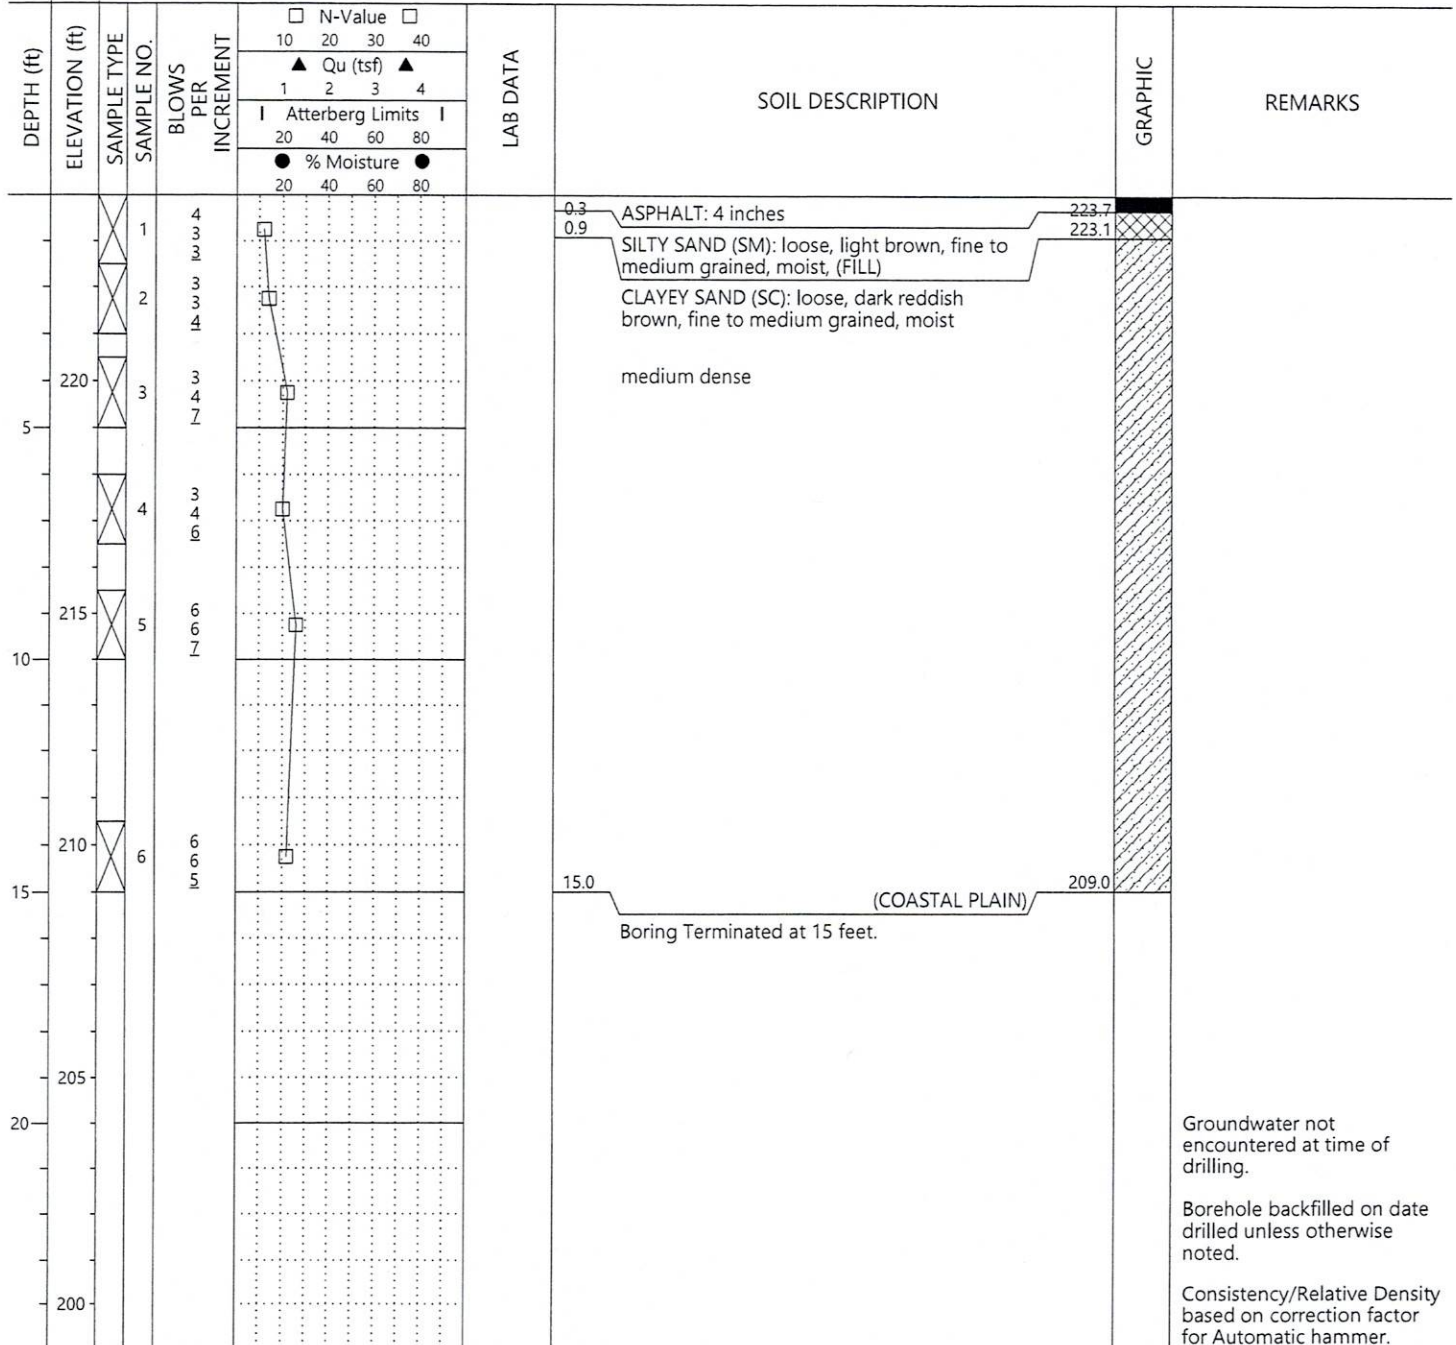 DEPTH (ft)
ELEVATION (ft)
SAMPLE TYPE
SAMPLE NO.
BLOWS
PER
INCREMENT
N-Value
10 20 30 40
Qu (tsf)
1 2 3 4
Atterberg Limits
20 40 60 80
% Moisture
20 40 60 80
LAB DATA
SOIL DESCRIPTION
GRAPHIC
REMARKS
1
4
3
3
0.3
ASPHALT: 4 inches
223.7
0.9
223.1
SILTY SAND (SM): loose, light brown, fine to
medium grained, moist, (FILL)
2
3
3
4
CLAYEY SAND (SC): loose, dark reddish
brown, fine to medium grained, moist
220
3
3
4
7
medium dense
5
4
3
4
6
215
5
6
6
7
10
210
6
6
6
5
15
15.0
(COASTAL PLAIN)
209.0
Boring Terminated at 15 feet.
205
20
200
Groundwater not
encountered at time of
drilling.
Borehole backfilled on date
drilled unless otherwise
noted.
Consistency/Relative Density
based on correction factor
for Automatic hammer.